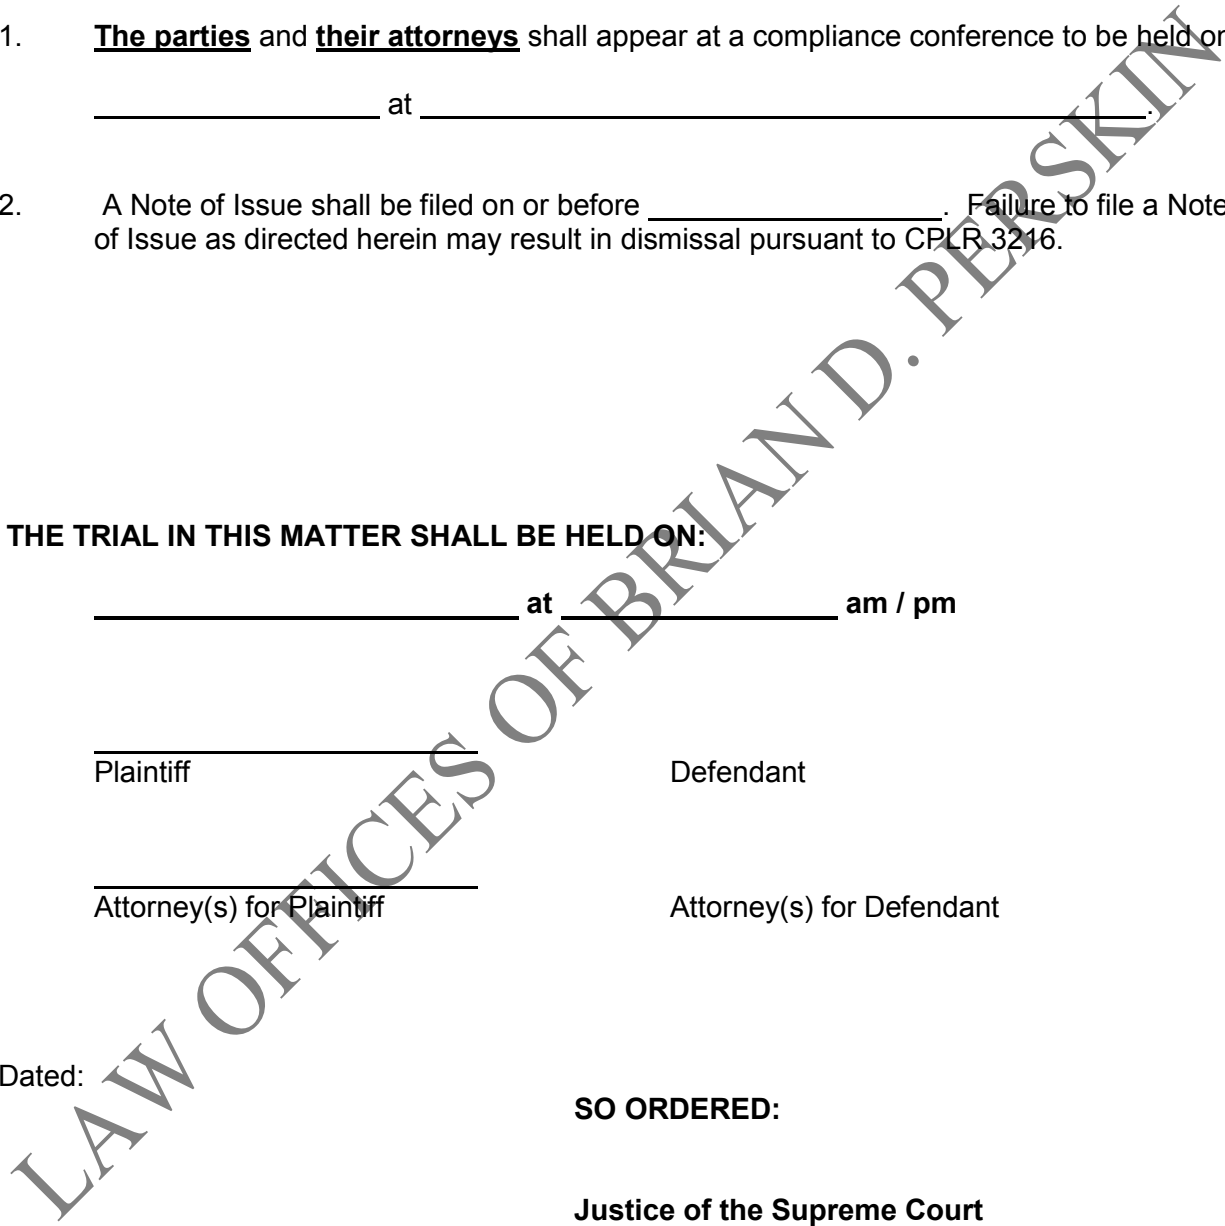 1. The parties and their attorneys shall appear at a compliance conference to be held on
at .
2. A Note of Issue shall be filed on or before . Failure to file a Note
of Issue as directed herein may result in dismissal pursuant to CPLR 3216.
THE TRIAL IN THIS MATTER SHALL BE HELD ON:
at am / pm
Plaintiff Defendant
Attorney(s) for Plaintiff Attorney(s) for Defendant
Dated:
SO ORDERED:
Justice of the Supreme Court
LAW OFFICES OF BRIAN D. PERSKIN